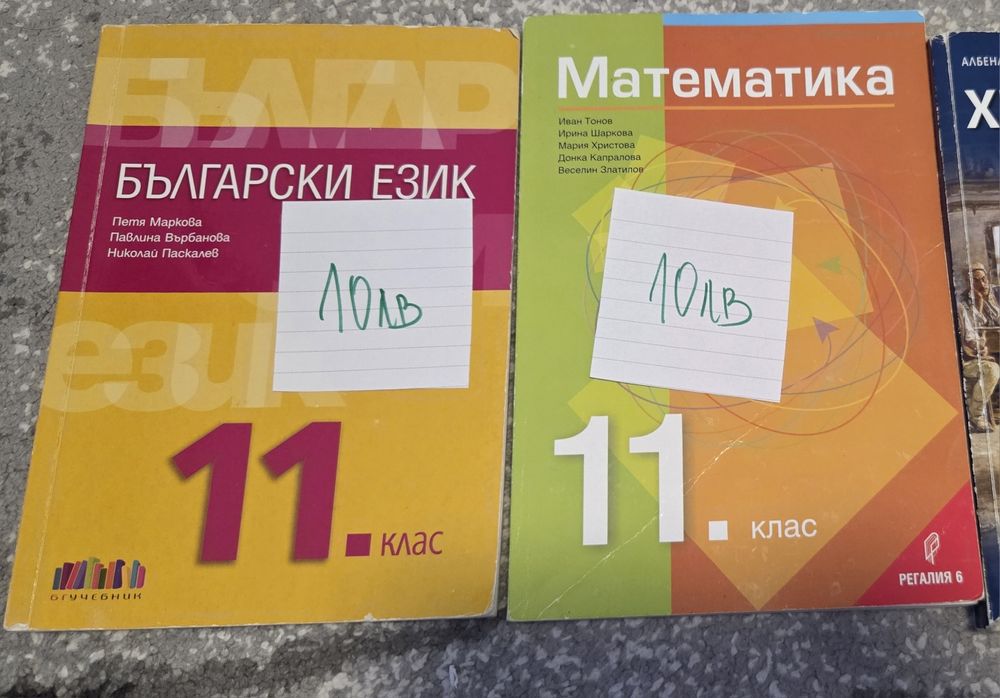 БЪЛГАР
БЪЛГАРСКИ ЕЗИК
Петя Маркова
Павлина Върбанова
Николай Паскалев
10лв
език
11. клас
БГУЧЕБНИК
Математика
Иван Тонов
Ирина Шаркова
Мария Христова
Донка Капралова
Веселин Златилов
10лв
11. клас
РЕГАЛИЯ 6